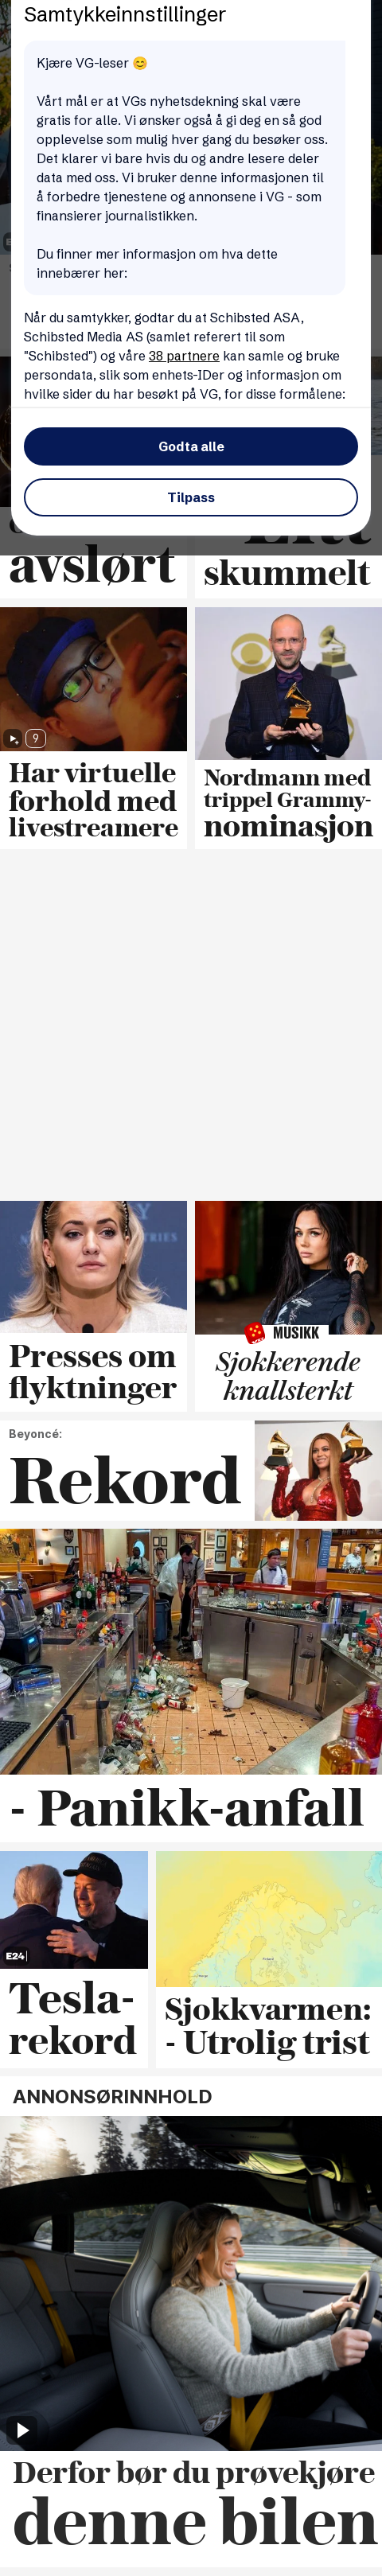 Samtykkeinnstillinger
Kjære VG-leser 😊
Vårt mål er at VGs nyhetsdekning skal være
gratis for alle. Vi ønsker også å gi deg en så god
opplevelse som mulig hver gang du besøker oss.
Det klarer vi bare hvis du og andre lesere deler
data med oss. Vi bruker denne informasjonen til
å forbedre tjenestene og annonsene i VG - som
finansierer journalistikken.
Du finner mer informasjon om hva dette
innebærer her:
Når du samtykker, godtar du at Schibsted ASA,
Schibsted Media AS (samlet referert til som
"Schibsted") og våre 38 partnere kan samle og bruke
persondata, slik som enhets-IDer og informasjon om
hvilke sider du har besøkt på VG, for disse formålene:
Godta alle
Tilpass
avslørt
Litt
skummelt
9
Har virtuelle
forhold med
livestreamere
Nordmann med
trippel Grammy-
nominasjon
Presses om
flyktninger
MUSIKK
Sjokkerende
knallsterkt
Beyoncé:
Rekord
- Panikk-anfall
E24
Tesla-
rekord
Sjokkvarmen:
- Utrolig trist
ANNONSØRINNHOLD
Derfor bør du prøvekjøre
denne bilen